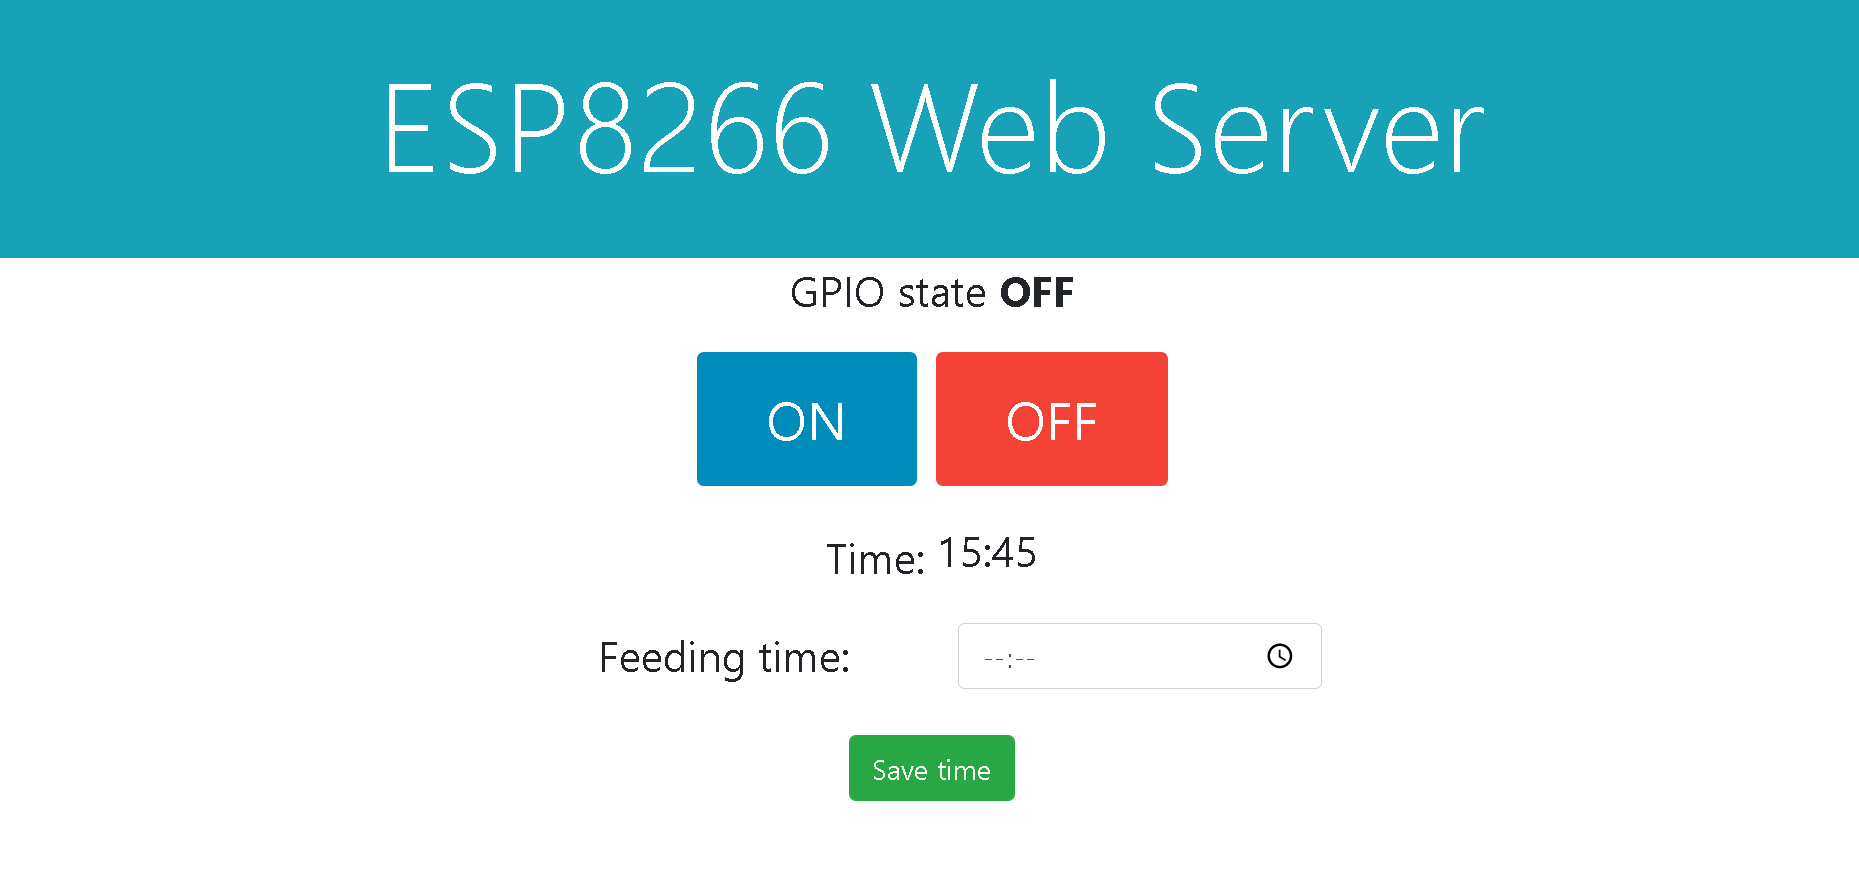 ESP8266 Web Server
GPIO state OFF
ON OFF
Time: 15:45
Feeding time: --:--
Save time